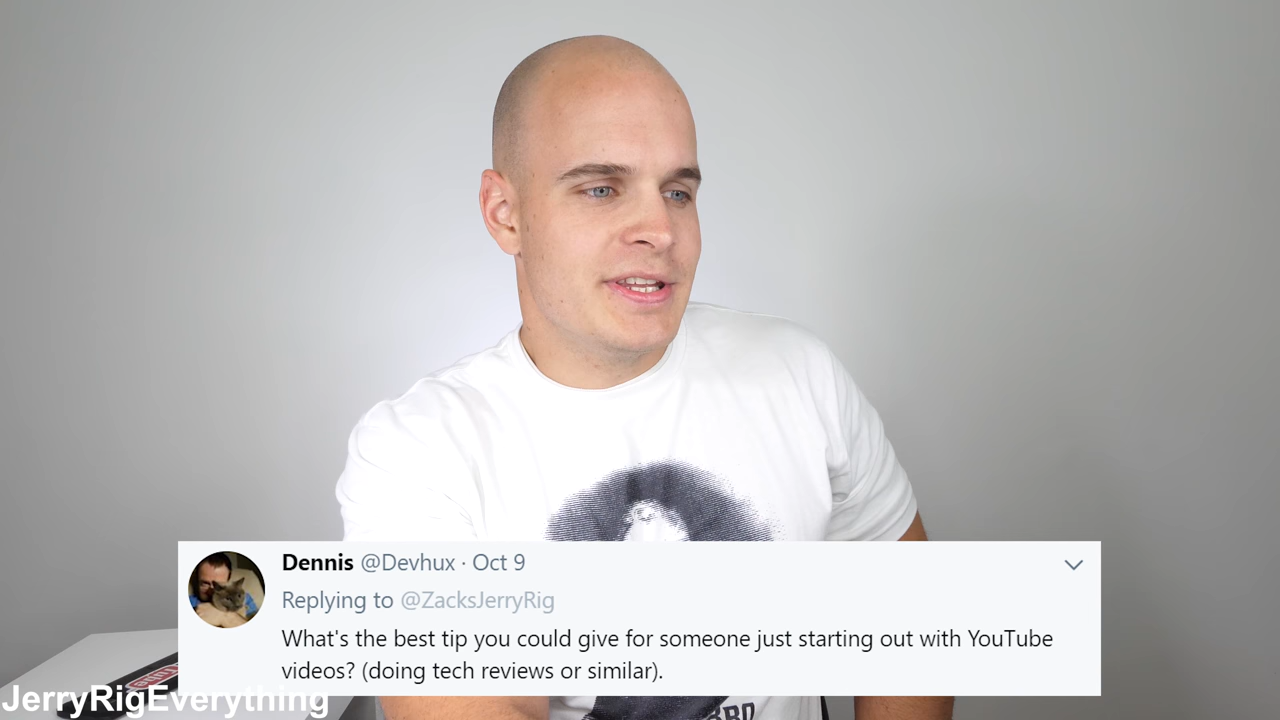 Dennis @Devhux · Oct 9
Replying to @ZacksJerryRig
What's the best tip you could give for someone just starting out with YouTube
videos? (doing tech reviews or similar).
JerryRigEverything